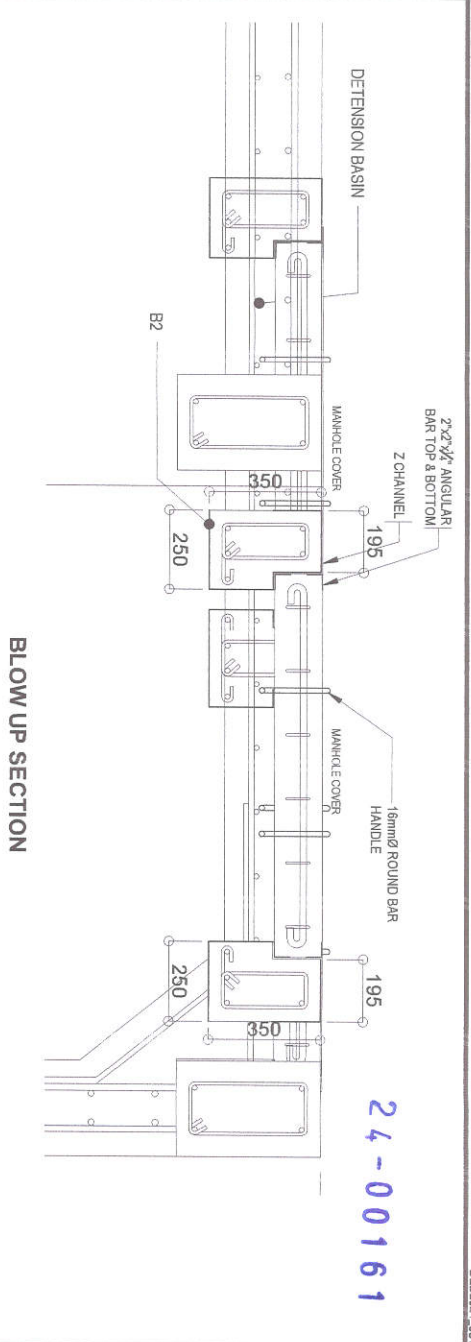 24-00161
2"x2"x¼" ANGULAR
BAR TOP & BOTTOM
Z CHANNEL
16mmØ ROUND BAR
HANDLE
DETENSION BASIN
MANHOLE COVER
MANHOLE COVER
B2
195
350
250
195
350
250
BLOW UP SECTION